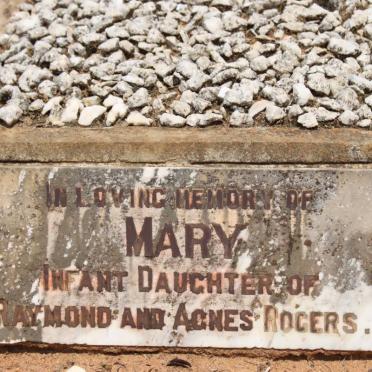 IN LOVING MEMORY OF
MARY
INFANT DAUGHTER OF
RAYMOND AND AGNES ROGERS.